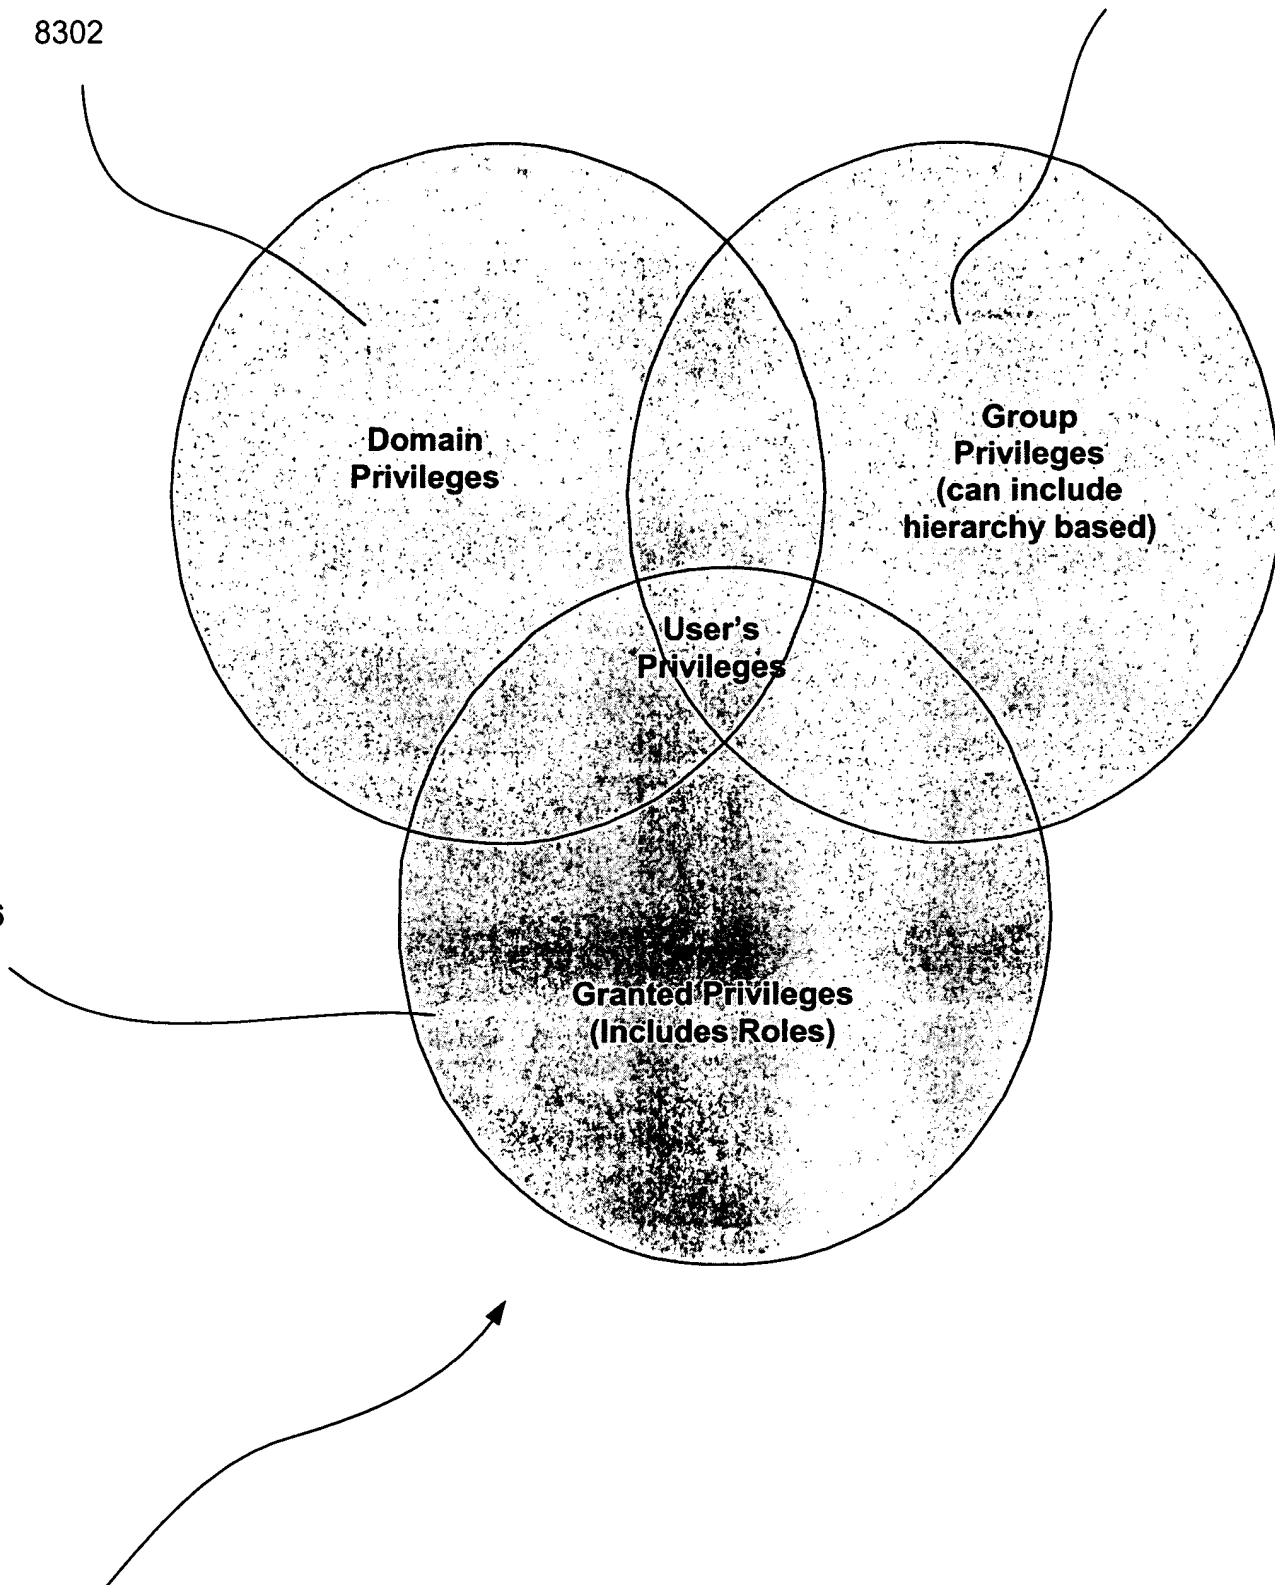 8302
Domain
Privileges
Group
Privileges
(can include
hierarchy based)
User's
Privileges
Granted Privileges
(Includes Roles)